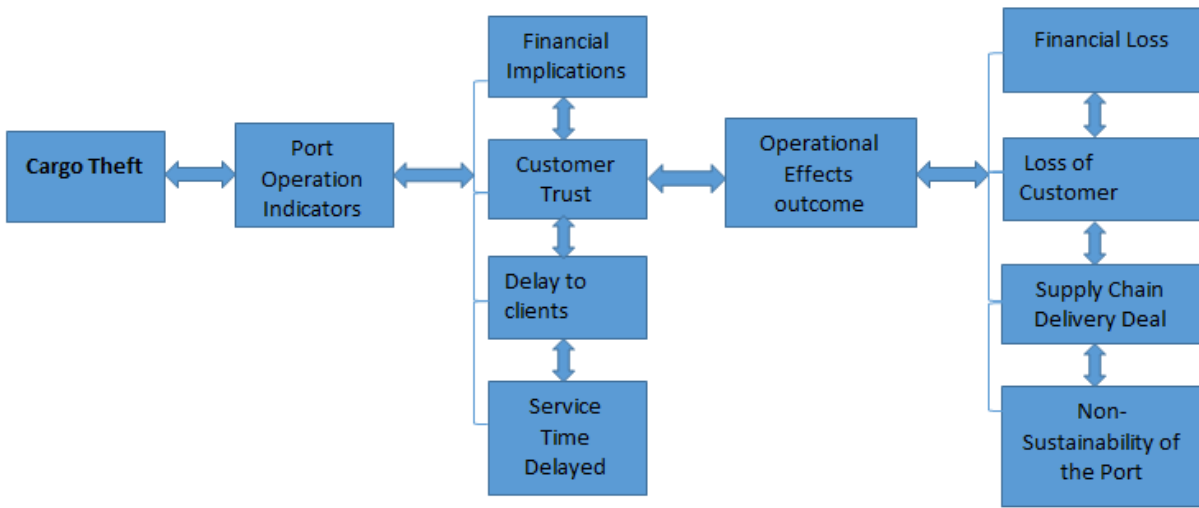 Cargo Theft
Port
Operation
Indicators
Financial
Implications
Customer
Trust
Delay to
clients
Service
Time
Delayed
Operational
Effects
outcome
Financial Loss
Loss of
Customer
Supply Chain
Delivery Deal
Non-
Sustainability of
the Port